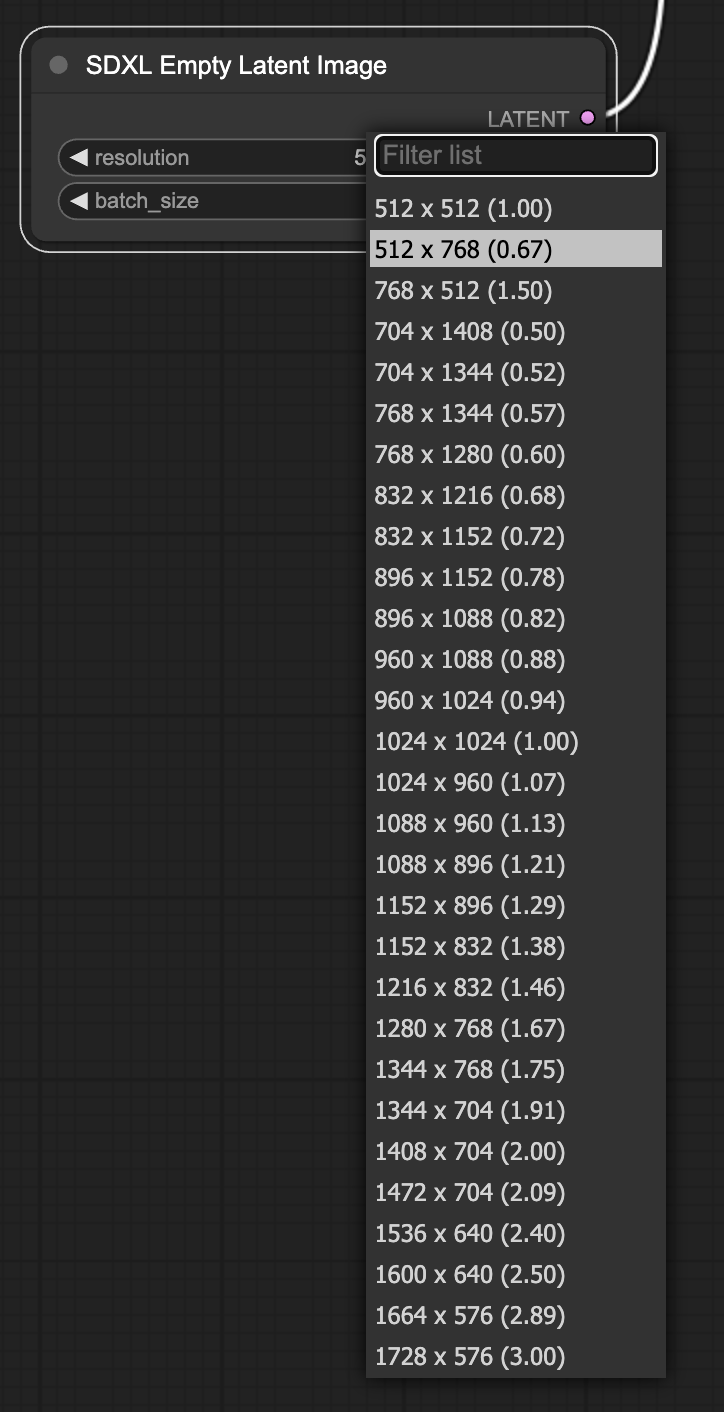 SDXL Empty Latent Image
LATENT
resolution 5
batch_size
Filter list
512 x 512 (1.00)
512 x 768 (0.67)
768 x 512 (1.50)
704 x 1408 (0.50)
704 x 1344 (0.52)
768 x 1344 (0.57)
768 x 1280 (0.60)
832 x 1216 (0.68)
832 x 1152 (0.72)
896 x 1152 (0.78)
896 x 1088 (0.82)
960 x 1088 (0.88)
960 x 1024 (0.94)
1024 x 1024 (1.00)
1024 x 960 (1.07)
1088 x 960 (1.13)
1088 x 896 (1.21)
1152 x 896 (1.29)
1152 x 832 (1.38)
1216 x 832 (1.46)
1280 x 768 (1.67)
1344 x 768 (1.75)
1344 x 704 (1.91)
1408 x 704 (2.00)
1472 x 704 (2.09)
1536 x 640 (2.40)
1600 x 640 (2.50)
1664 x 576 (2.89)
1728 x 576 (3.00)